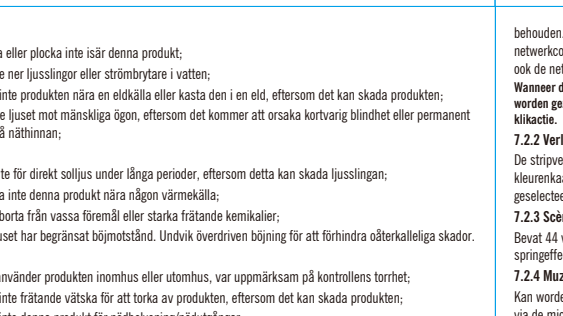 eller plocka inte isär denna produkt;
ner ljusslingor eller strömbrytare i vatten;
inte produkten nära en eldkälla eller kasta den i en eld, eftersom det kan skada produkten;
ljuset mot mänskliga ögon, eftersom det kommer att orsaka kortvarig blindhet eller permanent
näthinnan;
för direkt solljus under långa perioder, eftersom detta kan skada ljusslingan;
inte denna produkt nära någon värmekälla;
borta från vassa föremål eller starka frätande kemikalier;
har begränsat böjmotstånd. Undvik överdriven böjning för att förhindra oåterkalleliga skador.
använder produkten inomhus eller utomhus, var uppmärksam på kontrollens torrhet;
inte frätande vätska för att torka av produkten, eftersom det kan skada produkten;
behouden.
netwerkco
ook de net
Wanneer d
worden ge
klikactie.
7.2.2 Verl
De stripve
kleurenkaa
geselectee
7.2.3 Scèn
Bevat 44
springeffe
7.2.4 Muz
Kan worde
via de mic